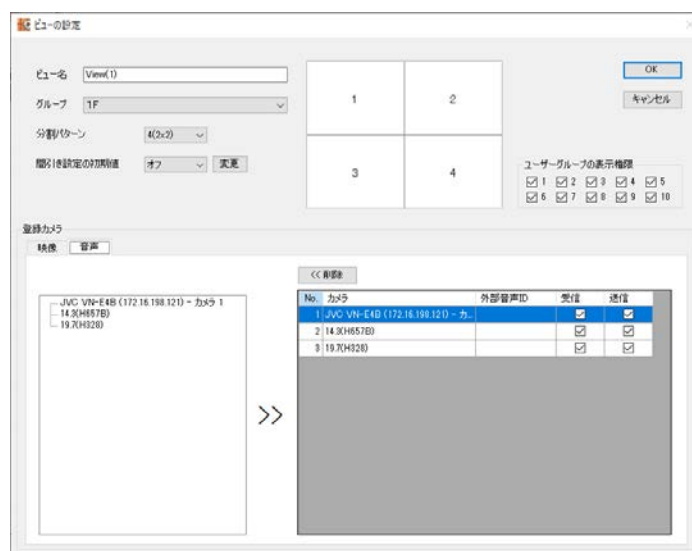 ビューの設定
ビュー名 View(1)
グループ 1F
分割パターン 4(2x2)
間引き設定の初期値 オフ 変更
1 2
3 4
OK
キャンセル
ユーザーグループの表示権限
1 2 3 4 5
6 7 8 9 10
登録カメラ
映像 音声
JVC VN-E4B (172.16.198.121) - カメラ 1
14.3(H657B)
19.7(H328)
>>
<< 削除
No. カメラ 外部音声ID 受信 送信
1 JVC VN-E4B (172.16.198.121) - カ...
2 14.3(H657B)
3 19.7(H328)